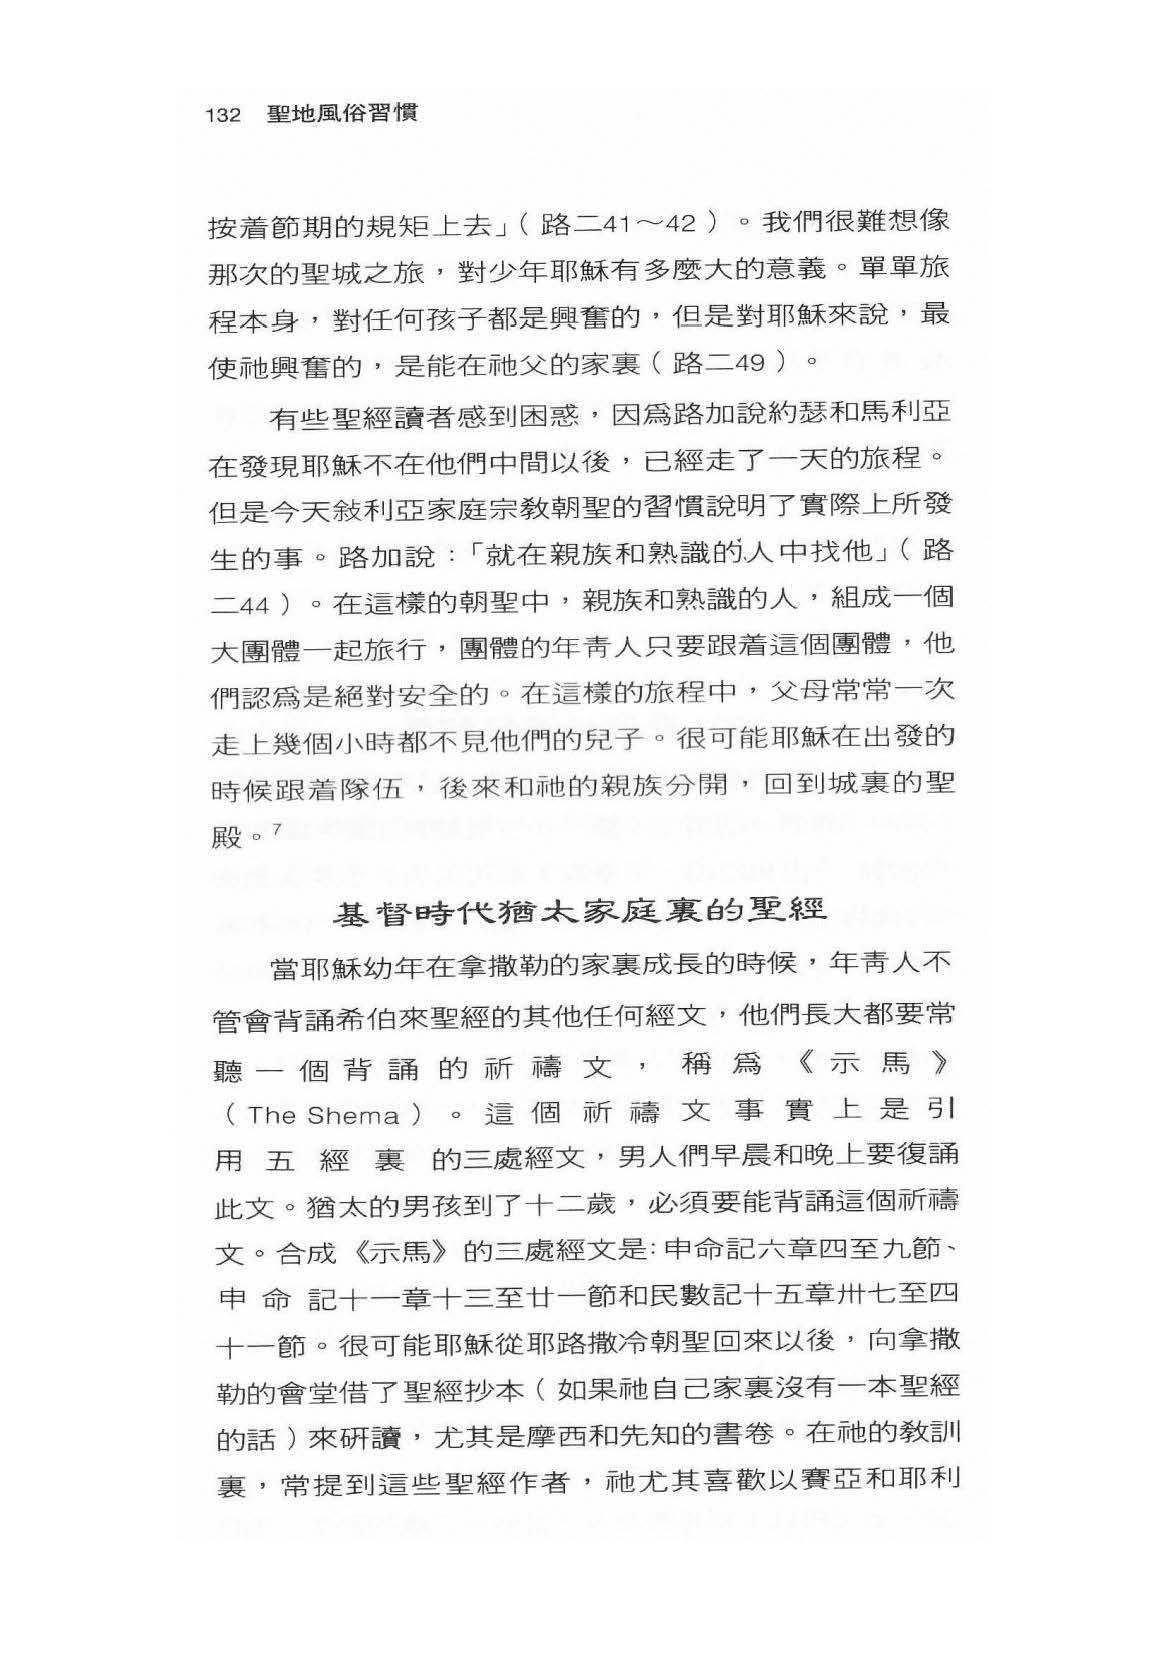 132 聖地風俗習慣
按着節期的規矩上去」（路二41～42）。我們很難想像
那次的聖城之旅，對少年耶穌有多麼大的意義。單單旅
程本身，對任何孩子都是興奮的，但是對耶穌來說，最
使祂興奮的，是能在祂父的家裏（路二49）。
有些聖經讀者感到困惑，因爲路加說約瑟和馬利亞
在發現耶穌不在他們中間以後，已經走了一天的旅程。
但是今天敍利亞家庭宗教朝聖的習慣說明了實際上所發
生的事。路加說：「就在親族和熟識的人中找他」（路
二44）。在這樣的朝聖中，親族和熟識的人，組成一個
大團體一起旅行，團體的年靑人只要跟着這個團體，他
們認爲是絕對安全的。在這樣的旅程中，父母常常一次
走上幾個小時都不見他們的兒子。很可能耶穌在出發的
時候跟着隊伍，後來和祂的親族分開，回到城裏的聖
殿。7
基督時代猶太家庭裏的聖經
當耶穌幼年在拿撒勒的家裏成長的時候，年靑人不
管會背誦希伯來聖經的其他任何經文，他們長大都要常
聽一個背誦的祈禱文，稱爲《示馬》
（The Shema）。這個祈禱文事實上是引
用五經裏的三處經文，男人們早晨和晚上要復誦
此文。猶太的男孩到了十二歲，必須要能背誦這個祈禱
文。合成《示馬》的三處經文是：申命記六章四至九節、
申命記十一章十三至廿一節和民數記十五章卅七至四
十一節。很可能耶穌從耶路撒冷朝聖回來以後，向拿撒
勒的會堂借了聖經抄本（如果祂自己家裏沒有一本聖經
的話）來硏讀，尤其是摩西和先知的書卷。在祂的教訓
裏，常提到這些聖經作者，祂尤其喜歡以賽亞和耶利